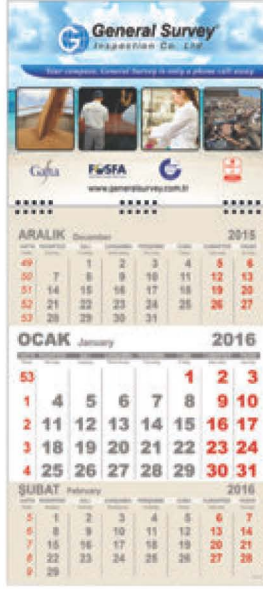 General Survey
Inspection Co. Ltd
Your compass, General Survey is only a phone call away
Gafta FOSFA
www.generalsurvey.com.tr
ARALIK December 2015
49 1 2 3 4 5 6
50 7 8 9 10 11 12 13
51 14 15 16 17 18 19 20
52 21 22 23 24 25 26 27
53 28 29 30 31
OCAK January 2016
53 1 2 3
1 4 5 6 7 8 9 10
2 11 12 13 14 15 16 17
3 18 19 20 21 22 23 24
4 25 26 27 28 29 30 31
ŞUBAT February 2016
5 1 2 3 4 5 6 7
6 8 9 10 11 12 13 14
7 15 16 17 18 19 20 21
8 22 23 24 25 26 27 28
9 29